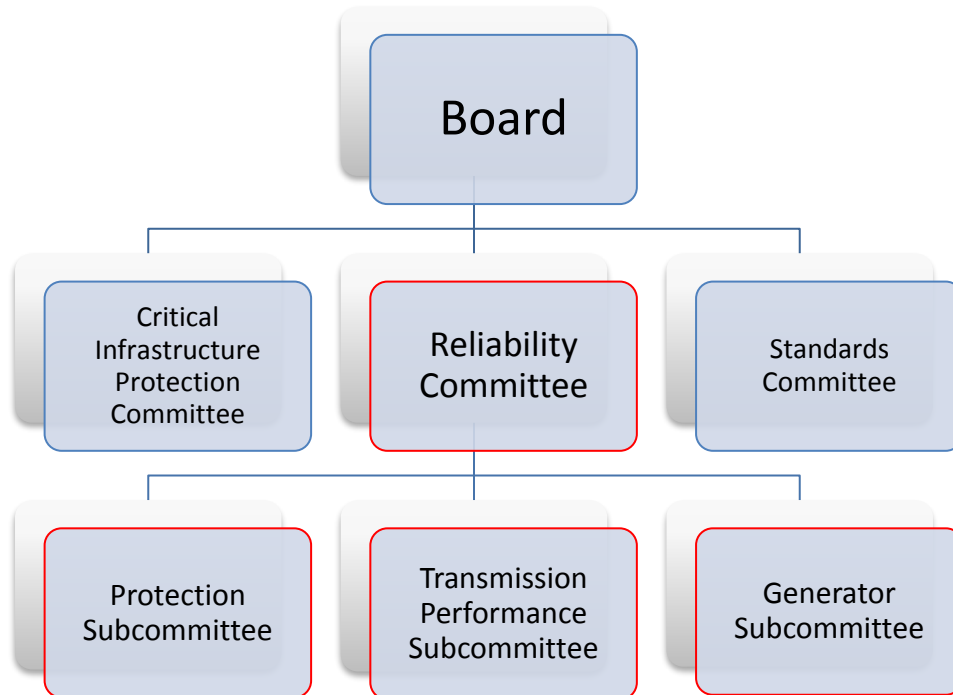 Board
Critical
Infrastructure
Protection
Committee
Reliability
Committee
Standards
Committee
Protection
Subcommittee
Transmission
Performance
Subcommittee
Generator
Subcommittee